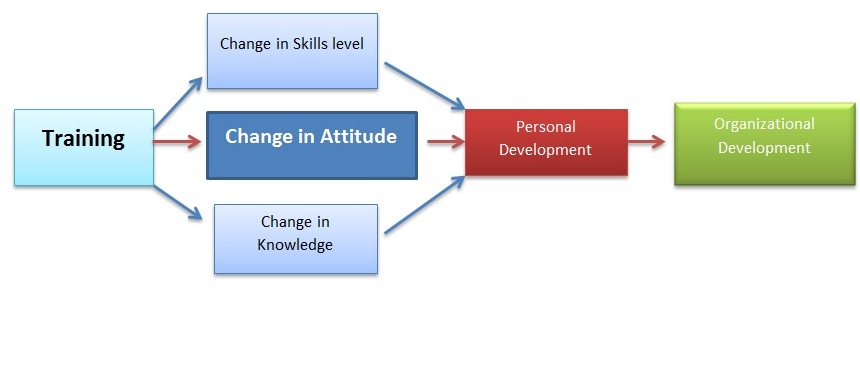 Change in Skills level
Training
Change in Attitude
Personal
Development
Organizational
Development
Change in
Knowledge